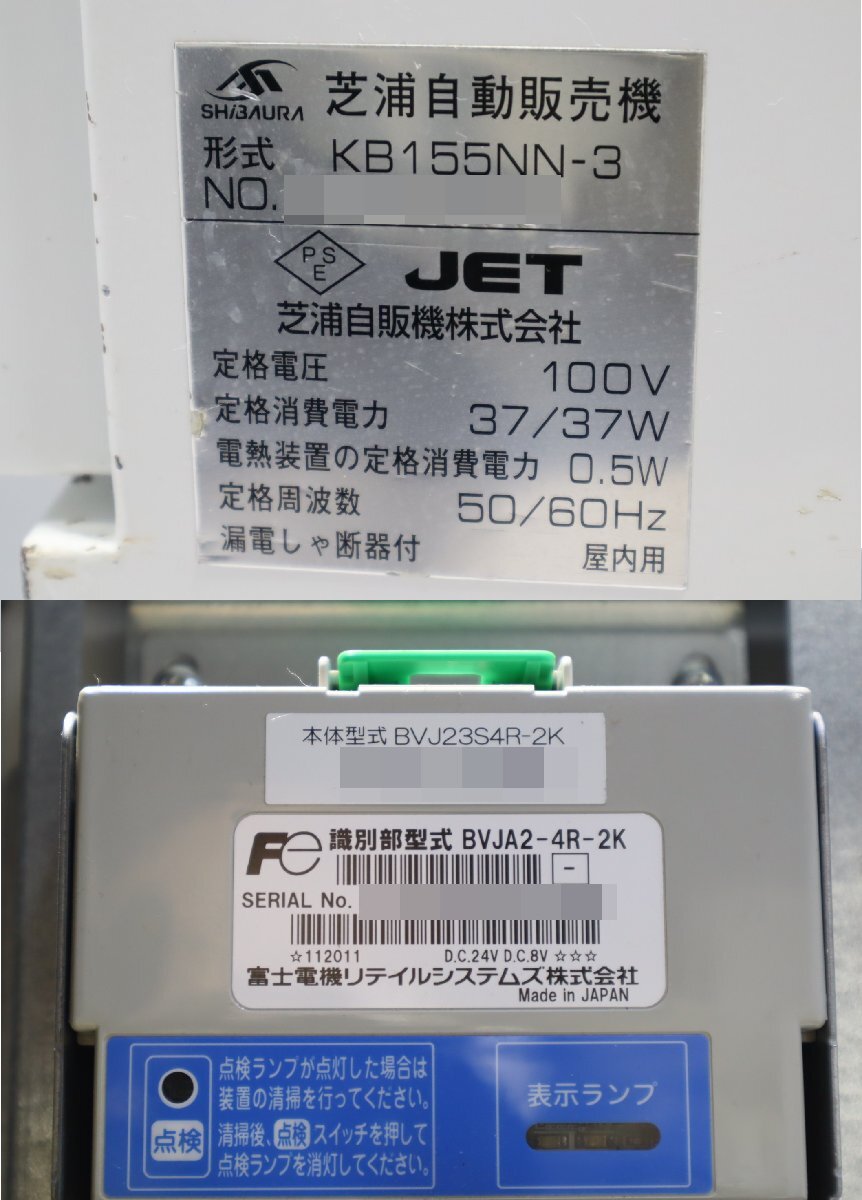 SHIBAURA 芝浦自動販売機
形式 KB155NN-3
NO.
PSE JET
芝浦自販機株式会社
定格電圧 100V
定格消費電力 37/37W
電熱装置の定格消費電力 0.5W
定格周波数 50/60Hz
漏電しゃ断器付 屋内用
本体型式 BVJ23S4R-2K
Fe 識別部型式 BVJA2-4R-2K
-
SERIAL No.
☆112011 D.C.24V D.C.8V ☆☆☆
富士電機リテイルシステムズ株式会社
Made in JAPAN
点検ランプが点灯した場合は
装置の清掃を行ってください。
点検
清掃後、点検スイッチを押して
点検ランプを消灯してください。
表示ランプ